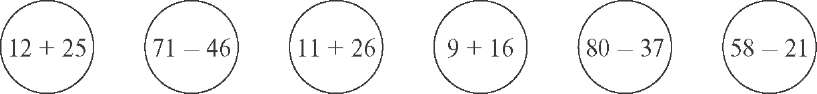 12 + 25 71 – 46 11 + 26 9 + 16 80 – 37 58 – 21